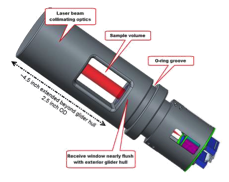 Laser beam
collimating optics
Sample volume
O-ring groove
~4.5 inch extended beyond glider hull
2.5 inch OD
Receive window nearly flush
with exterior glider hull